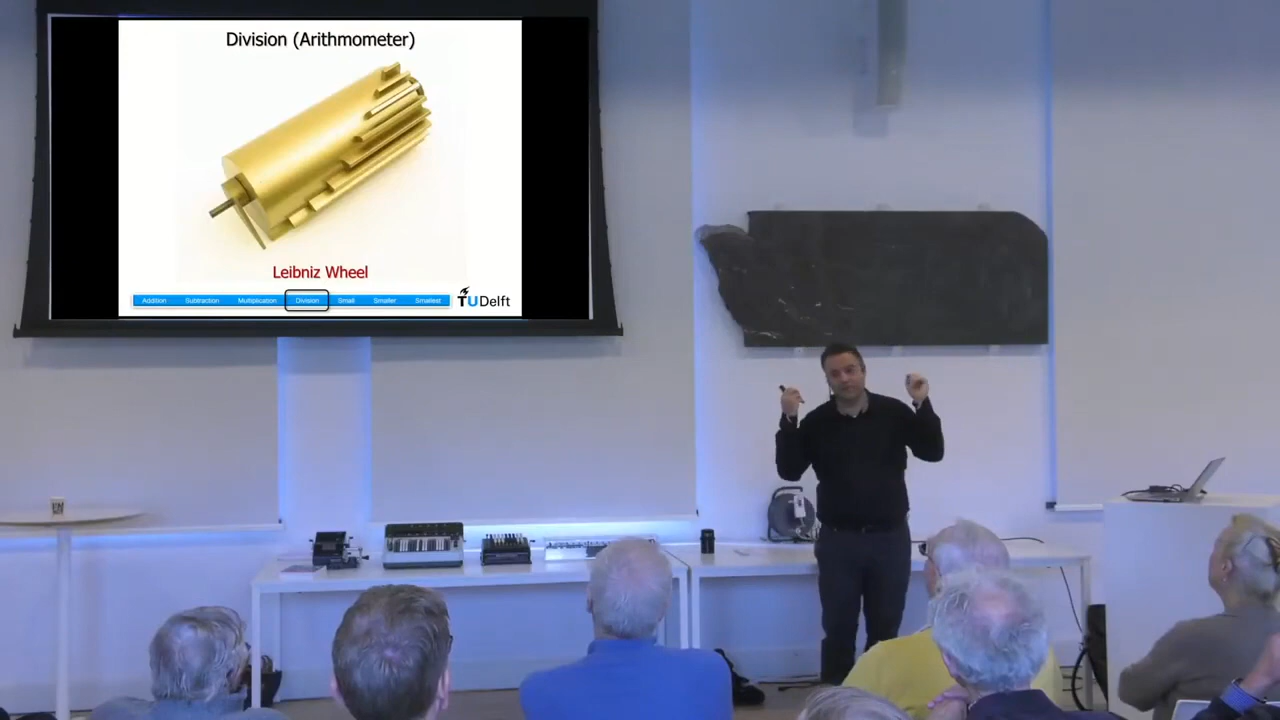 Division (Arithmometer)
Leibniz Wheel
Addition Subtraction Multiplication Division Small Smaller Smallest
TU Delft